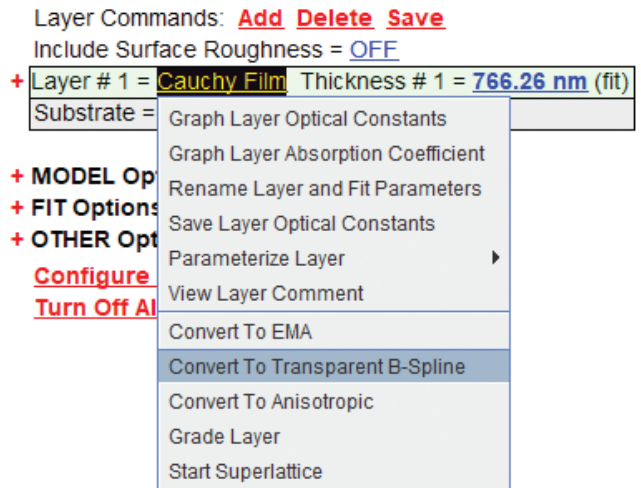 Layer Commands: Add Delete Save
Include Surface Roughness = OFF
+ Layer # 1 = Cauchy Film Thickness # 1 = 766.26 nm (fit)
Substrate =
Graph Layer Optical Constants
Graph Layer Absorption Coefficient
+ MODEL Op
Rename Layer and Fit Parameters
+ FIT Options
Save Layer Optical Constants
+ OTHER Opt
Parameterize Layer
Configure
View Layer Comment
Turn Off Al
Convert To EMA
Convert To Transparent B-Spline
Convert To Anisotropic
Grade Layer
Start Superlattice